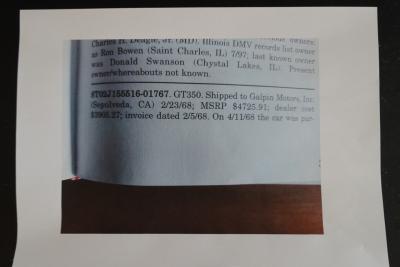 Charles H. Deagle, Jr. (MD). Illinois DMV records list owner
as Ron Bowen (Saint Charles, IL) 7/97; last known owner
was Donald Swanson (Chystal Lakes, IL). Present
owner/whereabouts not known.
8T02J155516-01767. GT350. Shipped to Galpin Motors, Inc.
(Sepulveda, CA) 2/23/68; MSRP $4725.91; dealer cost
$3905.27; invoice dated 2/5/68. On 4/11/68 the car was pur-